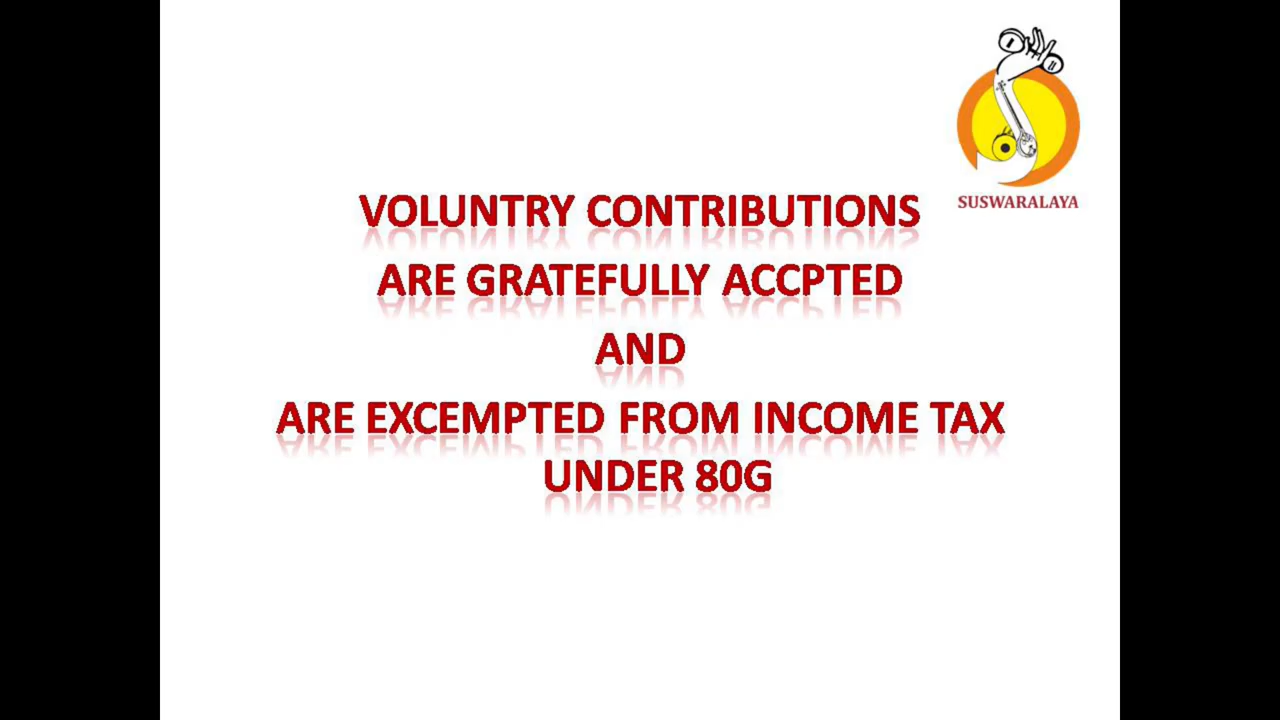 SUSWARALAYA
VOLUNTRY CONTRIBUTIONS
ARE GRATEFULLY ACCPTED
AND
ARE EXCEMPTED FROM INCOME TAX
UNDER 80G